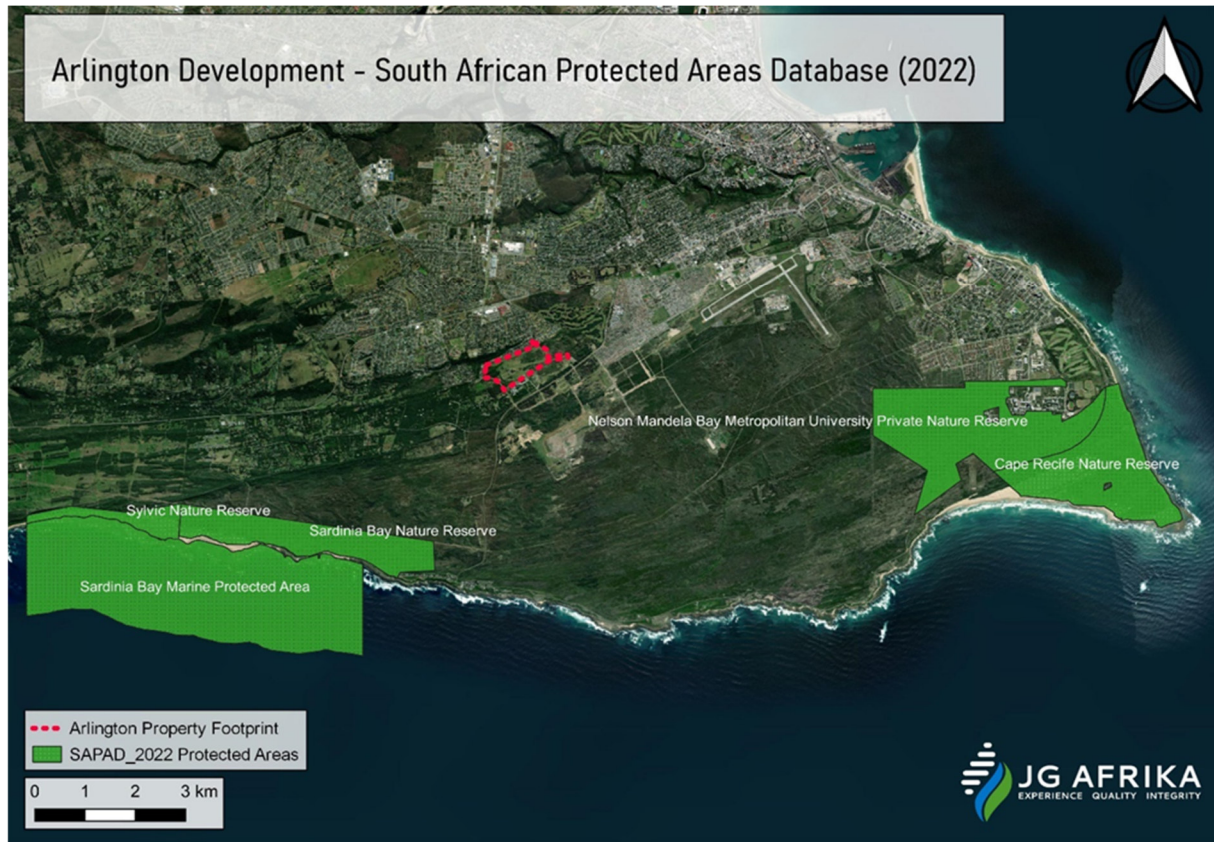 Arlington Development - South African Protected Areas Database (2022)
Nelson Mandela Bay Metropolitan University Private Nature Reserve
Cape Recife Nature Reserve
Sylvic Nature Reserve
Sardinia Bay Nature Reserve
Sardinia Bay Marine Protected Area
Arlington Property Footprint
SAPAD_2022 Protected Areas
0 1 2 3 km
JG AFRIKA
EXPERIENCE QUALITY INTEGRITY